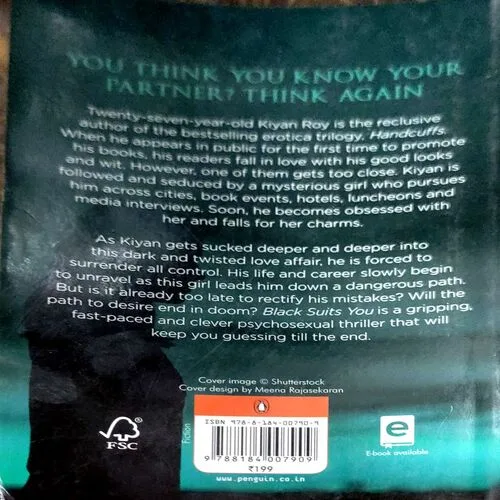 YOU THINK YOU KNOW YOUR
PARTNER? THINK AGAIN
Twenty-seven-year-old Kiyan Roy is the reclusive
author of the bestselling erotica trilogy, Handcuffs.
When he appears in public for the first time to promote
his books, his readers fall in love with his good looks
and wit. However, one of them gets too close. Kiyan is
followed and seduced by a mysterious girl who pursues
him across cities, book events, hotels, luncheons and
media interviews. Soon, he becomes obsessed with
her and falls for her charms.
As Kiyan gets sucked deeper and deeper into
this dark and twisted love affair, he is forced to
surrender all control. His life and career slowly begin
to unravel as this girl leads him down a dangerous path.
But is it already too late to rectify his mistakes? Will the
path to desire end in doom? Black Suits You is a gripping,
fast-paced and clever psychosexual thriller that will
keep you guessing till the end.
Cover image © Shutterstock
Cover design by Meena Rajasekaran
FSC
Fiction
ISBN 978-8-184-00790-9
9 788184 007909
₹199
www.penguin.co.in
e
E-book available